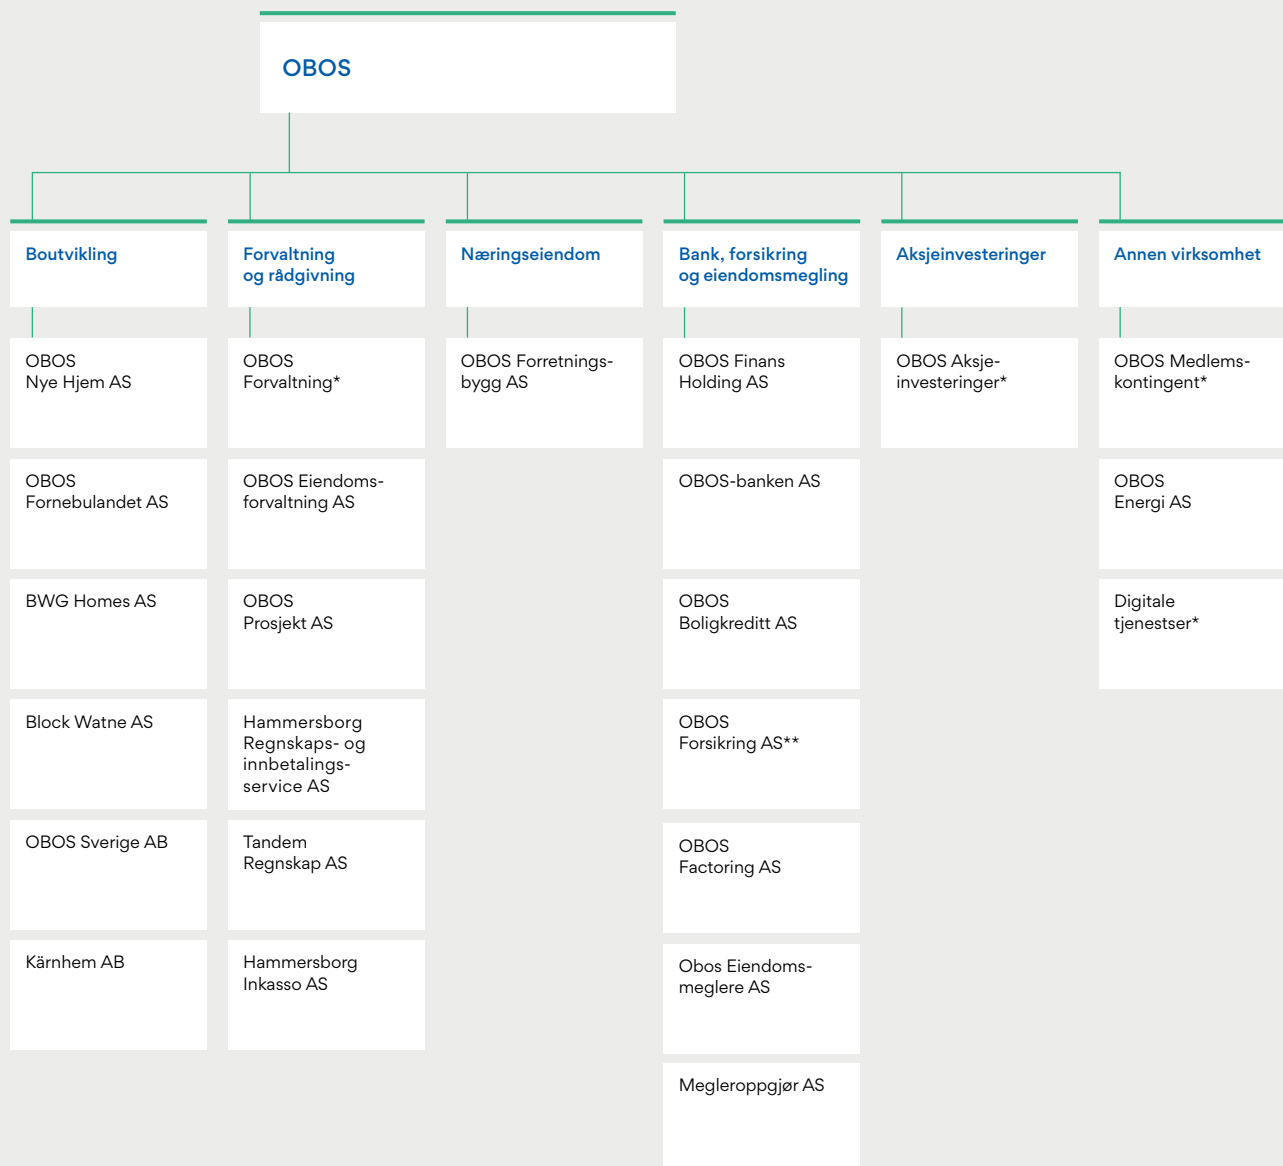 OBOS
Boutvikling
Forvaltning
og rådgivning
Næringseiendom
Bank, forsikring
og eiendomsmegling
Aksjeinvesteringer
Annen virksomhet
OBOS
Nye Hjem AS
OBOS
Fornebulandet AS
BWG Homes AS
Block Watne AS
OBOS Sverige AB
Kärnhem AB
OBOS
Forvaltning*
OBOS Eiendoms-
forvaltning AS
OBOS
Prosjekt AS
Hammersborg
Regnskaps- og
innbetalings-
service AS
Tandem
Regnskap AS
Hammersborg
Inkasso AS
OBOS Forretnings-
bygg AS
OBOS Finans
Holding AS
OBOS-banken AS
OBOS
Boligkreditt AS
OBOS
Forsikring AS**
OBOS
Factoring AS
Obos Eiendoms-
meglere AS
Megleroppgjør AS
OBOS Aksje-
investeringer*
OBOS Medlems-
kontingent*
OBOS
Energi AS
Digitale
tjenestser*